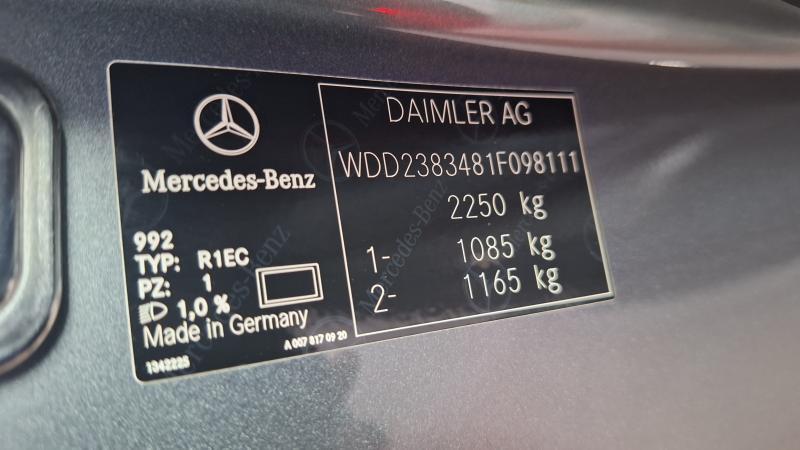 Mercedes-Benz
992
TYP: R1EC
PZ: 1
1,0 %
Made in Germany
1342225
A 007 817 09 20
DAIMLER AG
WDD2383481F098111
2250 kg
1- 1085 kg
2- 1165 kg